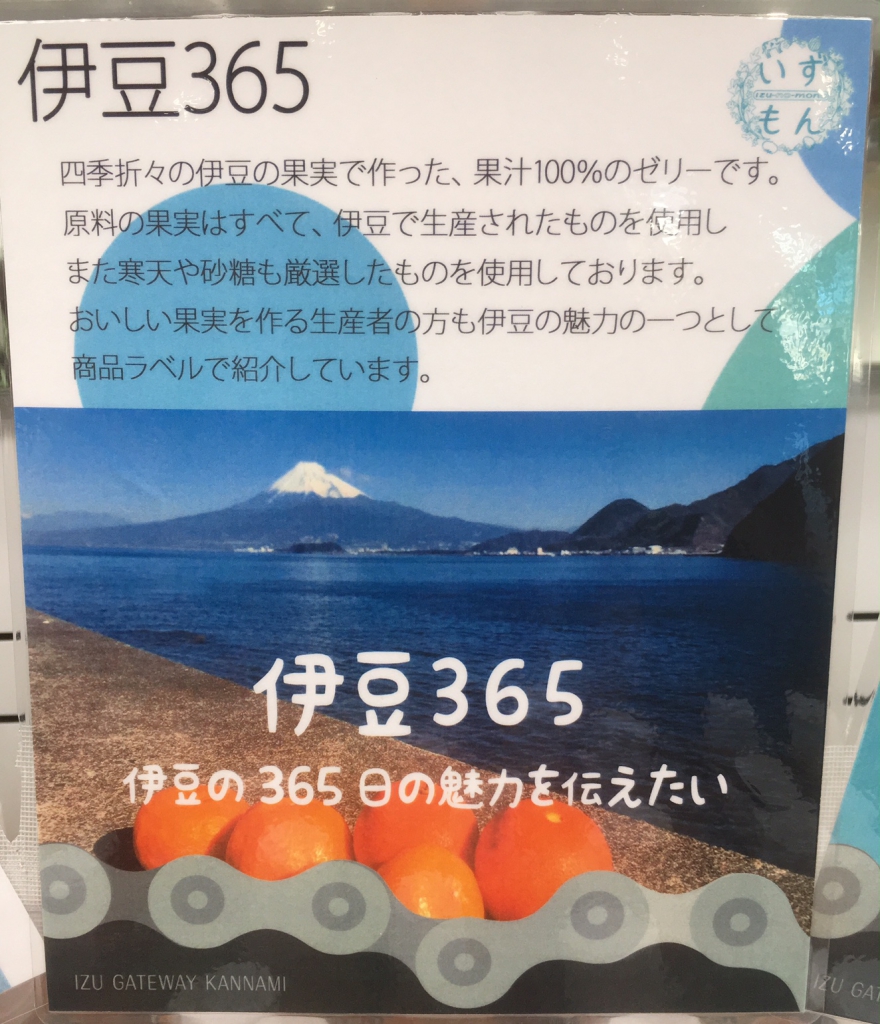 伊豆365
いず
IZU-NO-MON
もん
四季折々の伊豆の果実で作った、果汁100%のゼリーです。
原料の果実はすべて、伊豆で生産されたものを使用し
また寒天や砂糖も厳選したものを使用しております。
おいしい果実を作る生産者の方も伊豆の魅力の一つとして
商品ラベルで紹介しています。
伊豆365
伊豆の365日の魅力を伝えたい
IZU GATEWAY KANNAMI
IZU GAT